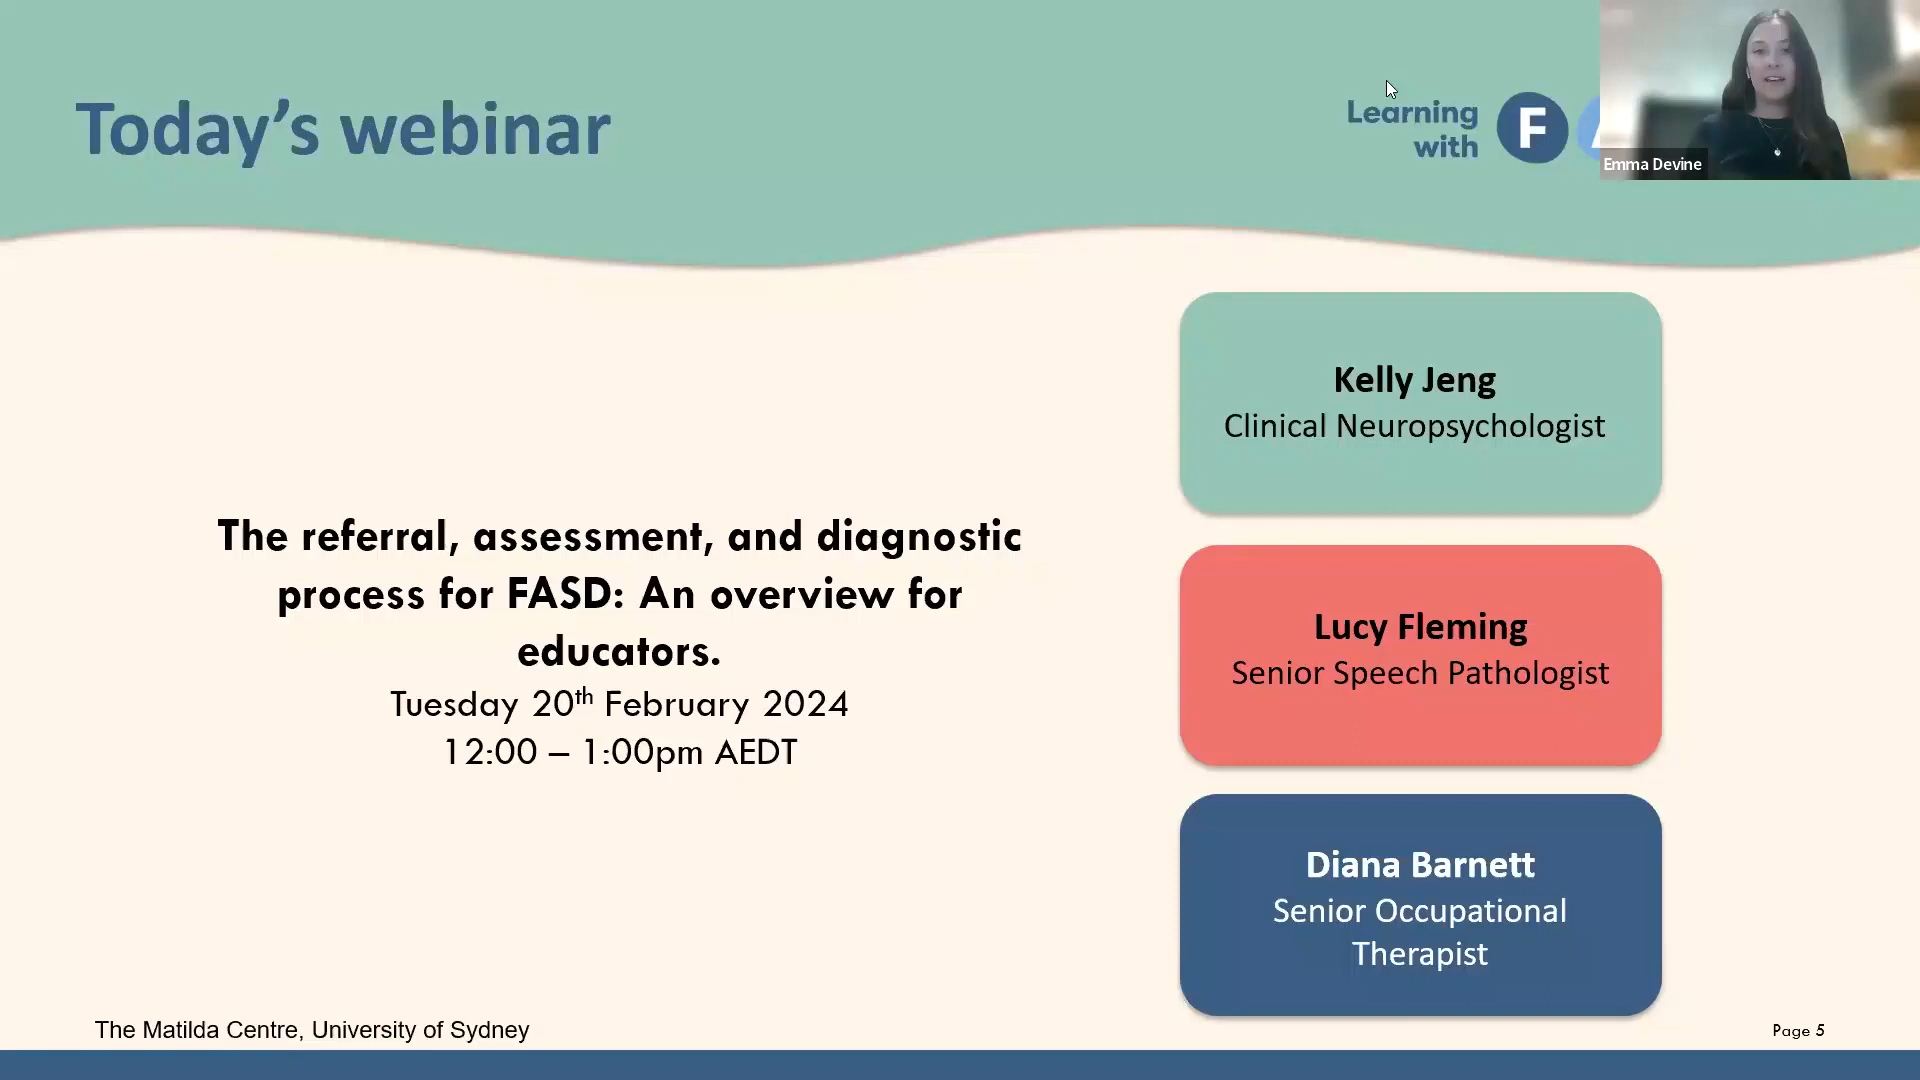 Today’s webinar
Learning
with
F
Emma Devine
Kelly Jeng
Clinical Neuropsychologist
The referral, assessment, and diagnostic
process for FASD: An overview for
educators.
Tuesday 20th February 2024
12:00 – 1:00pm AEDT
Lucy Fleming
Senior Speech Pathologist
Diana Barnett
Senior Occupational
Therapist
The Matilda Centre, University of Sydney
Page 5